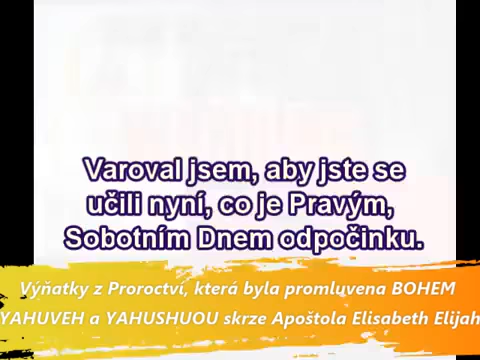 Varoval jsem, aby jste se
učili nyní, co je Pravým,
Sobotním Dnem odpočinku.
Výňatky z Proroctví, která byla promluvena BOHEM
YAHUVEH a YAHUSHUOU skrze Apoštola Elisabeth Elijah